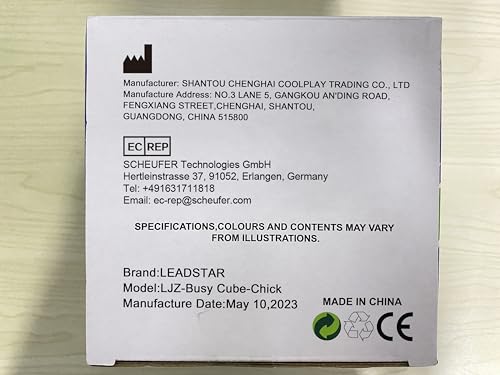 Manufacturer: SHANTOU CHENGHAI COOLPLAY TRADING CO., LTD
Manufacture Address: NO.3 LANE 5, GANGKOU AN'DING ROAD,
FENGXIANG STREET,CHENGHAI, SHANTOU,
GUANGDONG, CHINA 515800
EC REP
SCHEUFER Technologies GmbH
Hertleinstrasse 37, 91052, Erlangen, Germany
Tel: +491631711818
Email: ec-rep@scheufer.com
SPECIFICATIONS,COLOURS AND CONTENTS MAY VARY
FROM ILLUSTRATIONS.
Brand:LEADSTAR
Model:LJZ-Busy Cube-Chick
Manufacture Date:May 10,2023
MADE IN CHINA
CE